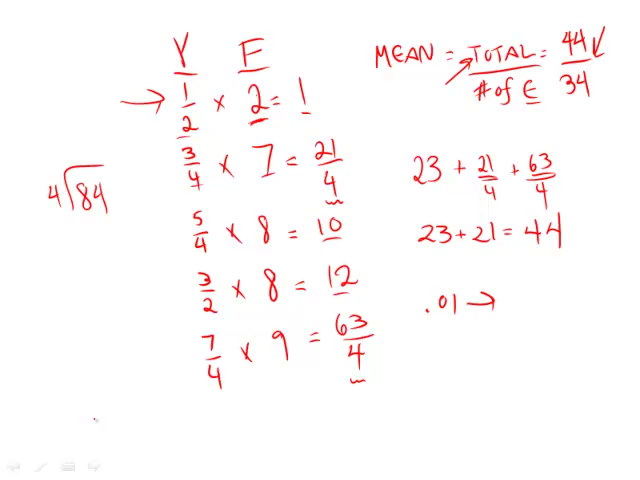 Y F
1/2 × 2 = 1
3/4 × 7 = 21/4
5/4 × 8 = 10
3/2 × 8 = 12
7/4 × 9 = 63/4
4)84
MEAN = TOTAL / # of E = 44/34
23 + 21/4 + 63/4
23 + 21 = 44
.01 →